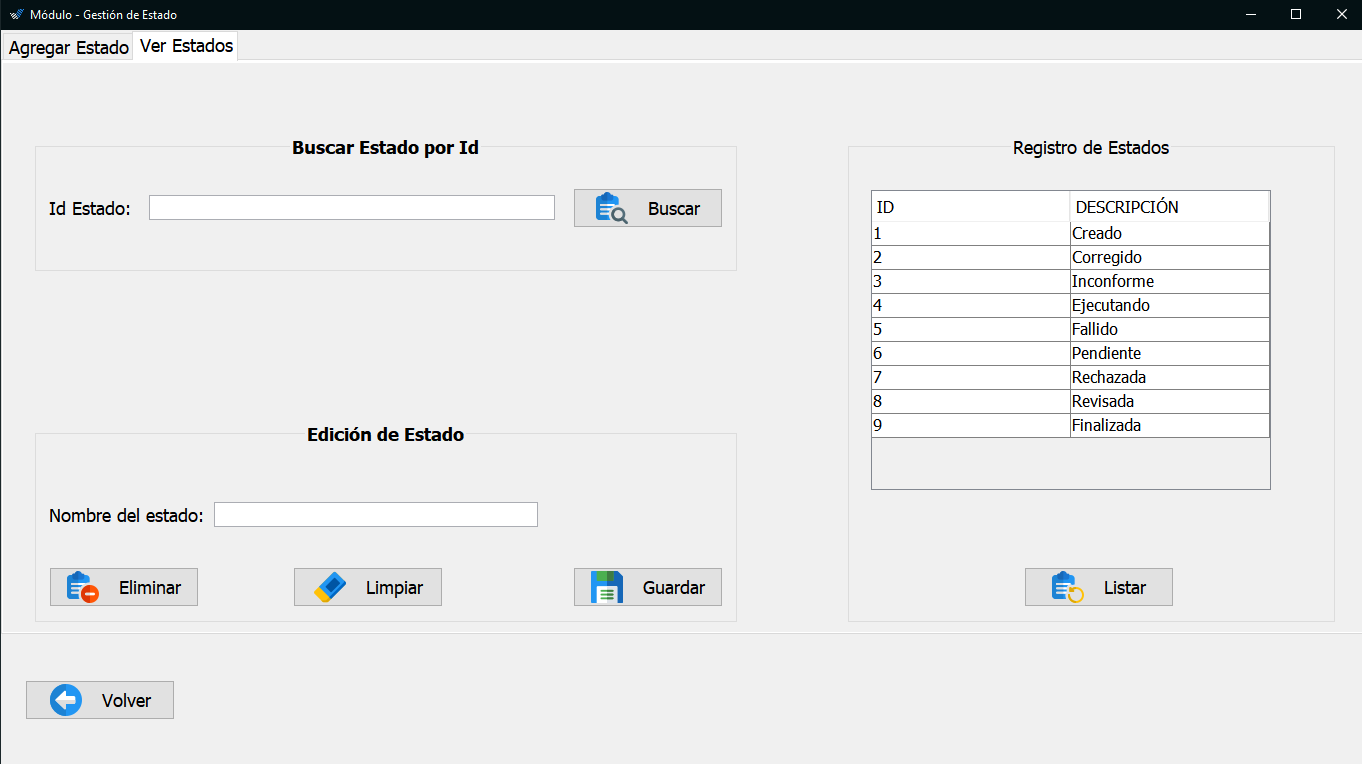 Módulo - Gestión de Estado
Agregar Estado Ver Estados
Buscar Estado por Id
Id Estado: Buscar
Edición de Estado
Nombre del estado:
Eliminar Limpiar Guardar
Registro de Estados
ID DESCRIPCIÓN
1 Creado
2 Corregido
3 Inconforme
4 Ejecutando
5 Fallido
6 Pendiente
7 Rechazada
8 Revisada
9 Finalizada
Listar
Volver